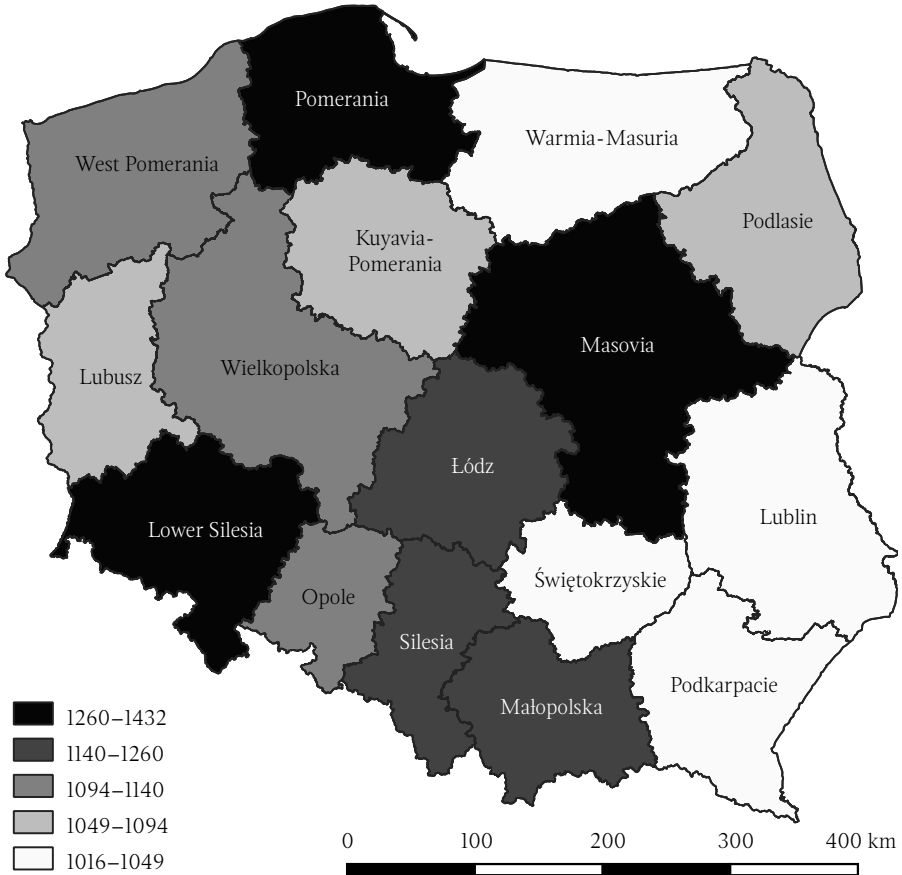 Pomerania
Warmia-Masuria
West Pomerania
Podlasie
Kuyavia-
Pomerania
Masovia
Wielkopolska
Lubusz
Łódz
Lublin
Lower Silesia
Świętokrzyskie
Opole
Silesia
Podkarpacie
Małopolska
1260–1432
1140–1260
1094–1140
1049–1094
1016–1049
0 100 200 300 400 km